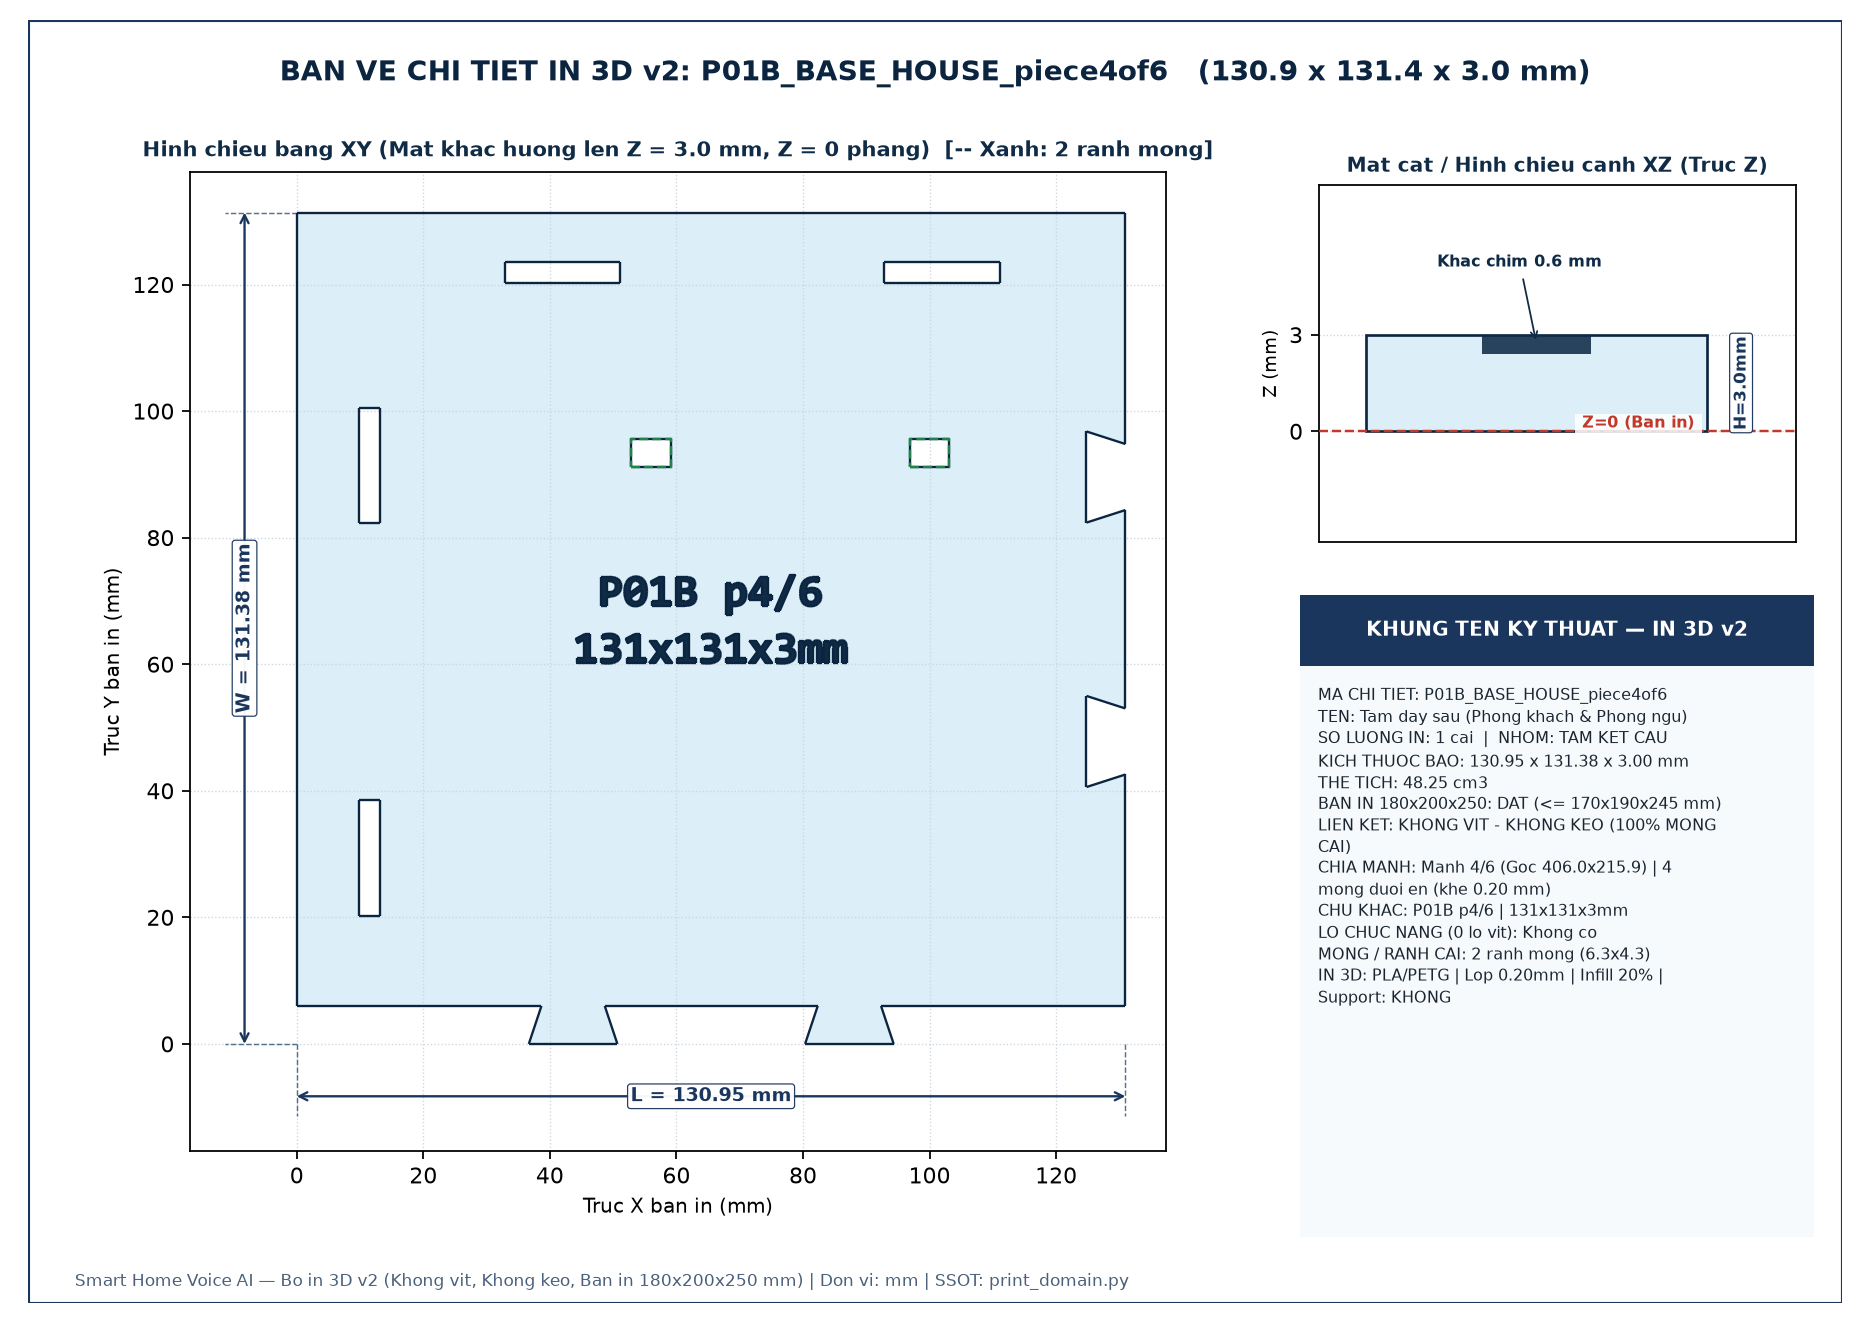 BAN VE CHI TIET IN 3D v2: P01B_BASE_HOUSE_piece4of6 (130.9 x 131.4 x 3.0 mm)
Hinh chieu bang XY (Mat khac huong len Z = 3.0 mm, Z = 0 phang) [-- Xanh: 2 ranh mong]
120
100
80
60
40
20
0
Truc Y ban in (mm)
W = 131.38 mm
P01B p4/6
131x131x3mm
L = 130.95 mm
0
20
40
60
80
100
120
Truc X ban in (mm)
Mat cat / Hinh chieu canh XZ (Truc Z)
Khac chim 0.6 mm
Z (mm)
3
0
Z=0 (Ban in)
H=3.0mm
KHUNG TEN KY THUAT — IN 3D v2
MA CHI TIET: P01B_BASE_HOUSE_piece4of6
TEN: Tam day sau (Phong khach & Phong ngu)
SO LUONG IN: 1 cai | NHOM: TAM KET CAU
KICH THUOC BAO: 130.95 x 131.38 x 3.00 mm
THE TICH: 48.25 cm3
BAN IN 180x200x250: DAT (<= 170x190x245 mm)
LIEN KET: KHONG VIT - KHONG KEO (100% MONG
CAI)
CHIA MANH: Manh 4/6 (Goc 406.0x215.9) | 4
mong duoi en (khe 0.20 mm)
CHU KHAC: P01B p4/6 | 131x131x3mm
LO CHUC NANG (0 lo vit): Khong co
MONG / RANH CAI: 2 ranh mong (6.3x4.3)
IN 3D: PLA/PETG | Lop 0.20mm | Infill 20% |
Support: KHONG
Smart Home Voice AI — Bo in 3D v2 (Khong vit, Khong keo, Ban in 180x200x250 mm) | Don vi: mm | SSOT: print_domain.py